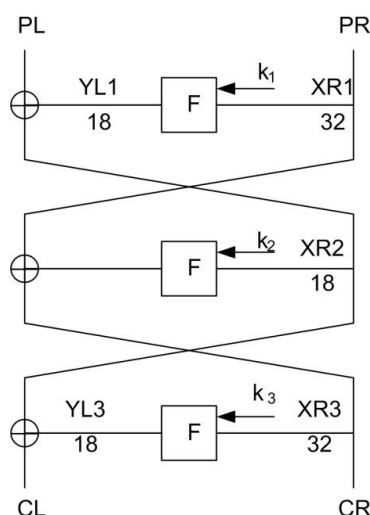 PL PR
YL1 F k₁ XR1
18 32
F k₂ XR2
18
YL3 F k₃ XR3
18 32
CL CR